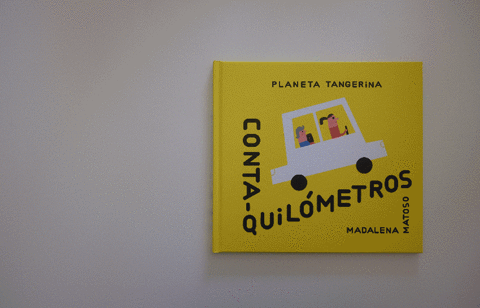 PLANETA TANGERiNA
CONTA-
QUiLÓMETROS
MADALENA
MATOSO